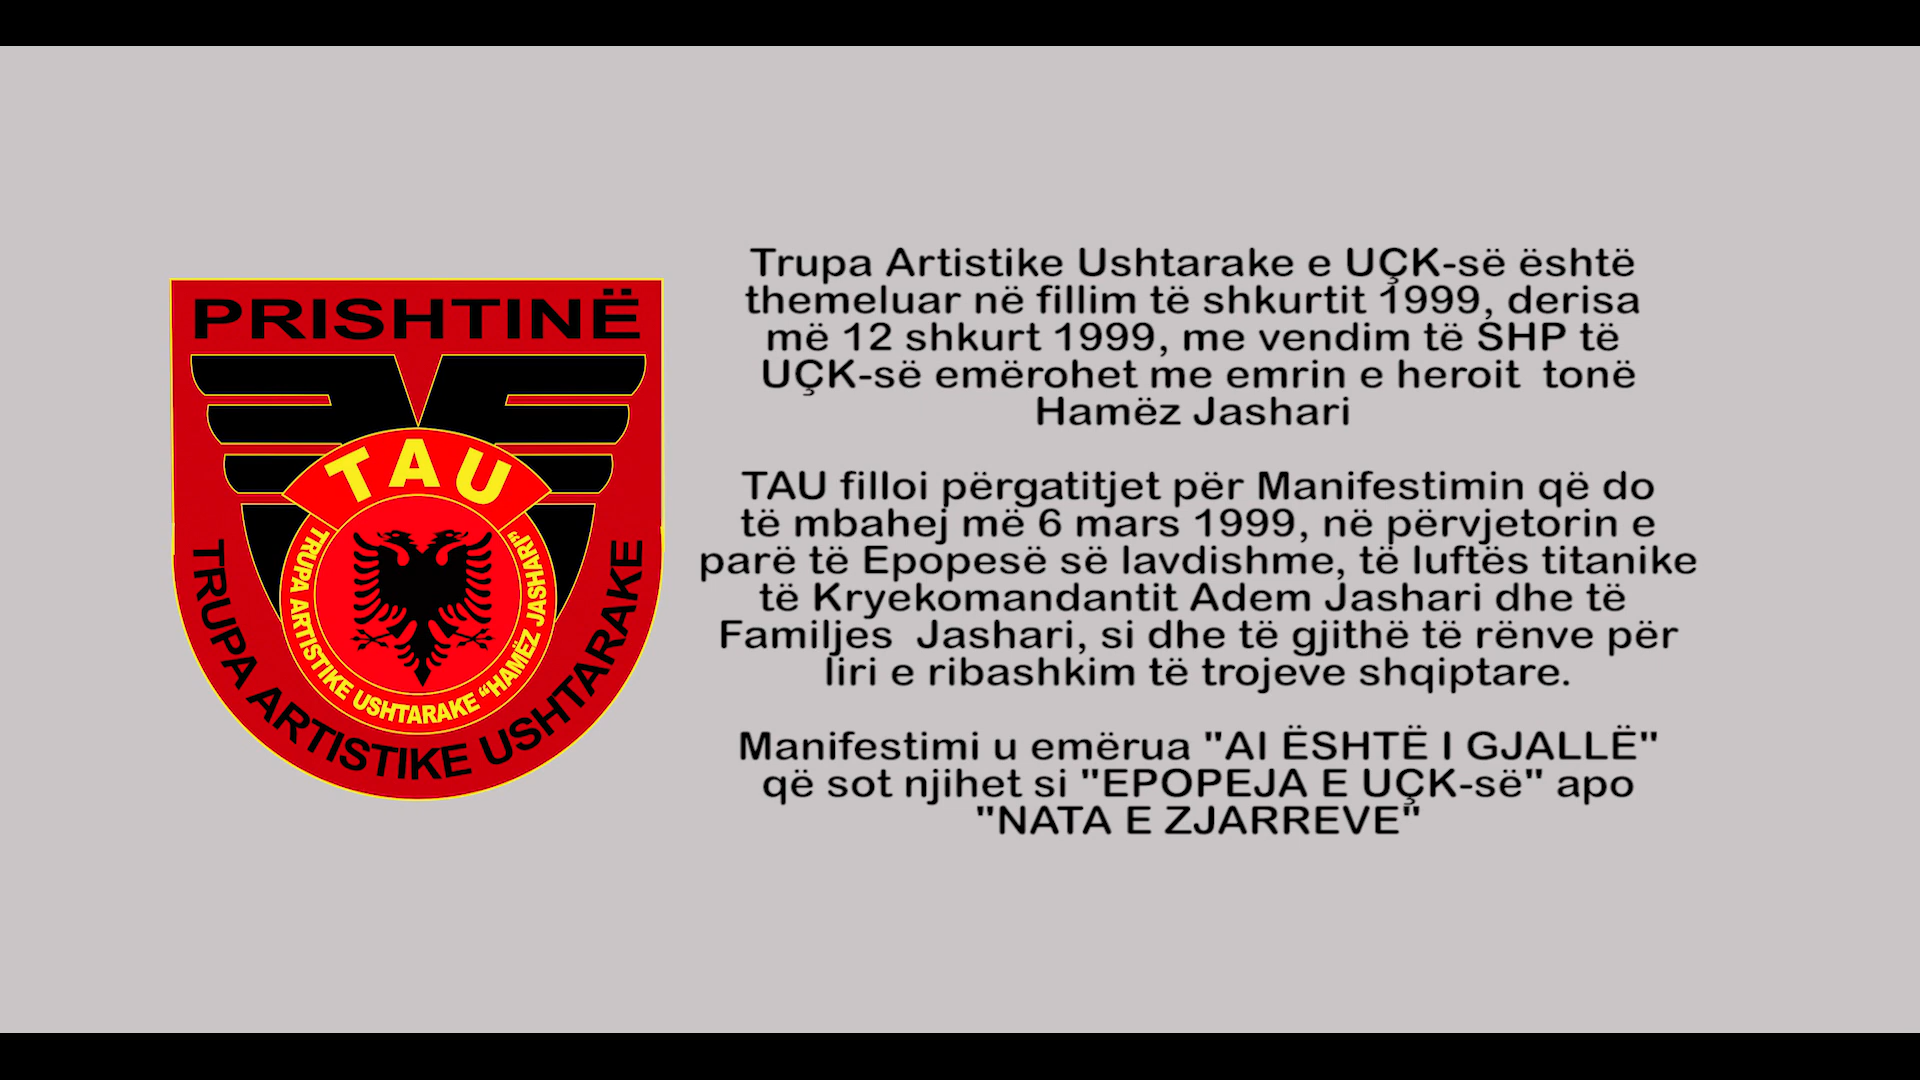 PRISHTINË
TAU
TRUPA ARTISTIKE USHTARAKE “HAMËZ JASHARI”
TRUPA ARTISTIKE USHTARAKE
Trupa Artistike Ushtarake e UÇK-së është
themeluar në fillim të shkurtit 1999, derisa
më 12 shkurt 1999, me vendim të SHP të
UÇK-së emërohet me emrin e heroit  tonë
Hamëz Jashari
TAU filloi përgatitjet për Manifestimin që do
të mbahej më 6 mars 1999, në përvjetorin e
parë të Epopesë së lavdishme, të luftës titanike
të Kryekomandantit Adem Jashari dhe të
Familjes  Jashari, si dhe të gjithë të rënve për
liri e ribashkim të trojeve shqiptare.
Manifestimi u emërua "AI ËSHTË I GJALLË"
që sot njihet si "EPOPEJA E UÇK-së" apo
"NATA E ZJARREVE"